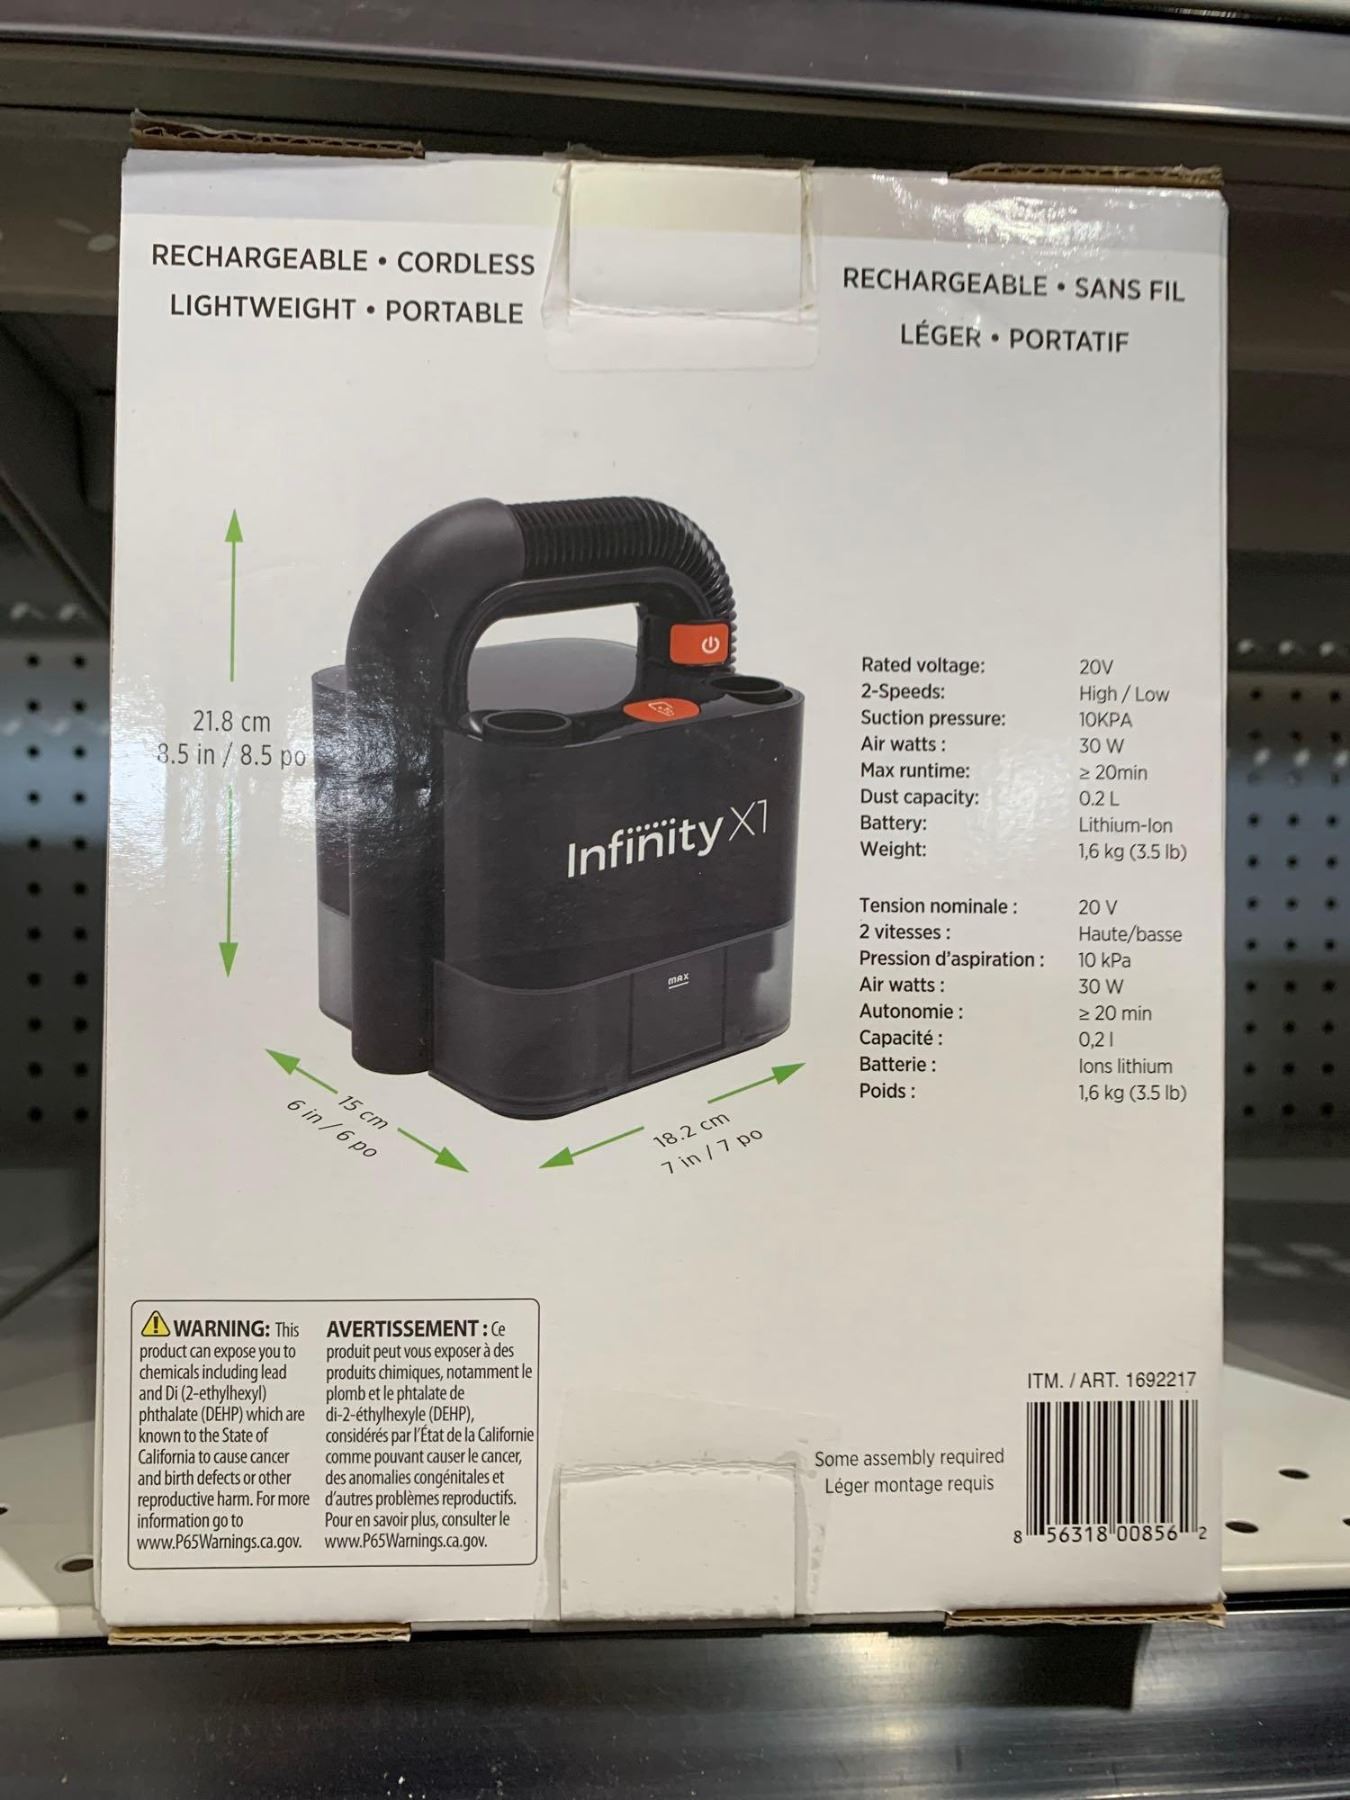 RECHARGEABLE • CORDLESS
LIGHTWEIGHT • PORTABLE
RECHARGEABLE • SANS FIL
LÉGER • PORTATIF
21.8 cm
8.5 in / 8.5 po
Infinity X1
max
15 cm
6 in / 6 po
18.2 cm
7 in / 7 po
Rated voltage: 20V
2-Speeds: High / Low
Suction pressure: 10KPA
Air watts : 30 W
Max runtime: ≥ 20min
Dust capacity: 0.2 L
Battery: Lithium-Ion
Weight: 1,6 kg (3.5 lb)
Tension nominale : 20 V
2 vitesses : Haute/basse
Pression d'aspiration : 10 kPa
Air watts : 30 W
Autonomie : ≥ 20 min
Capacité : 0,2 l
Batterie : Ions lithium
Poids : 1,6 kg (3.5 lb)
WARNING: This
product can expose you to
chemicals including lead
and Di (2-ethylhexyl)
phthalate (DEHP) which are
known to the State of
California to cause cancer
and birth defects or other
reproductive harm. For more
information go to
www.P65Warnings.ca.gov.
AVERTISSEMENT : Ce
produit peut vous exposer à des
produits chimiques, notamment le
plomb et le phtalate de
di-2-éthylhexyle (DEHP),
considérés par l'État de la Californie
comme pouvant causer le cancer,
des anomalies congénitales et
d'autres problèmes reproductifs.
Pour en savoir plus, consulter le
www.P65Warnings.ca.gov.
ITM. / ART. 1692217
Some assembly required
Léger montage requis
8 56318 00856 2